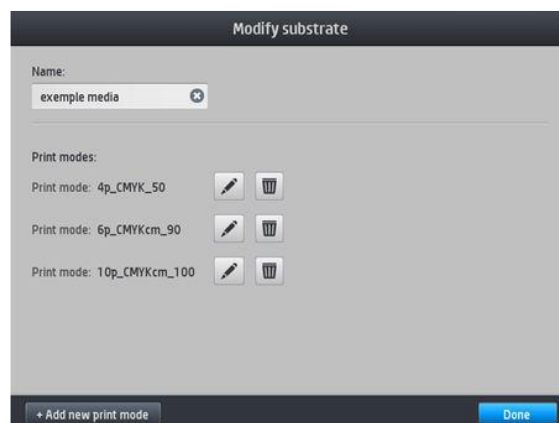 Modify substrate
Name:
exemple media
Print modes:
Print mode: 4p_CMYK_50
Print mode: 6p_CMYKcm_90
Print mode: 10p_CMYKcm_100
+ Add new print mode
Done